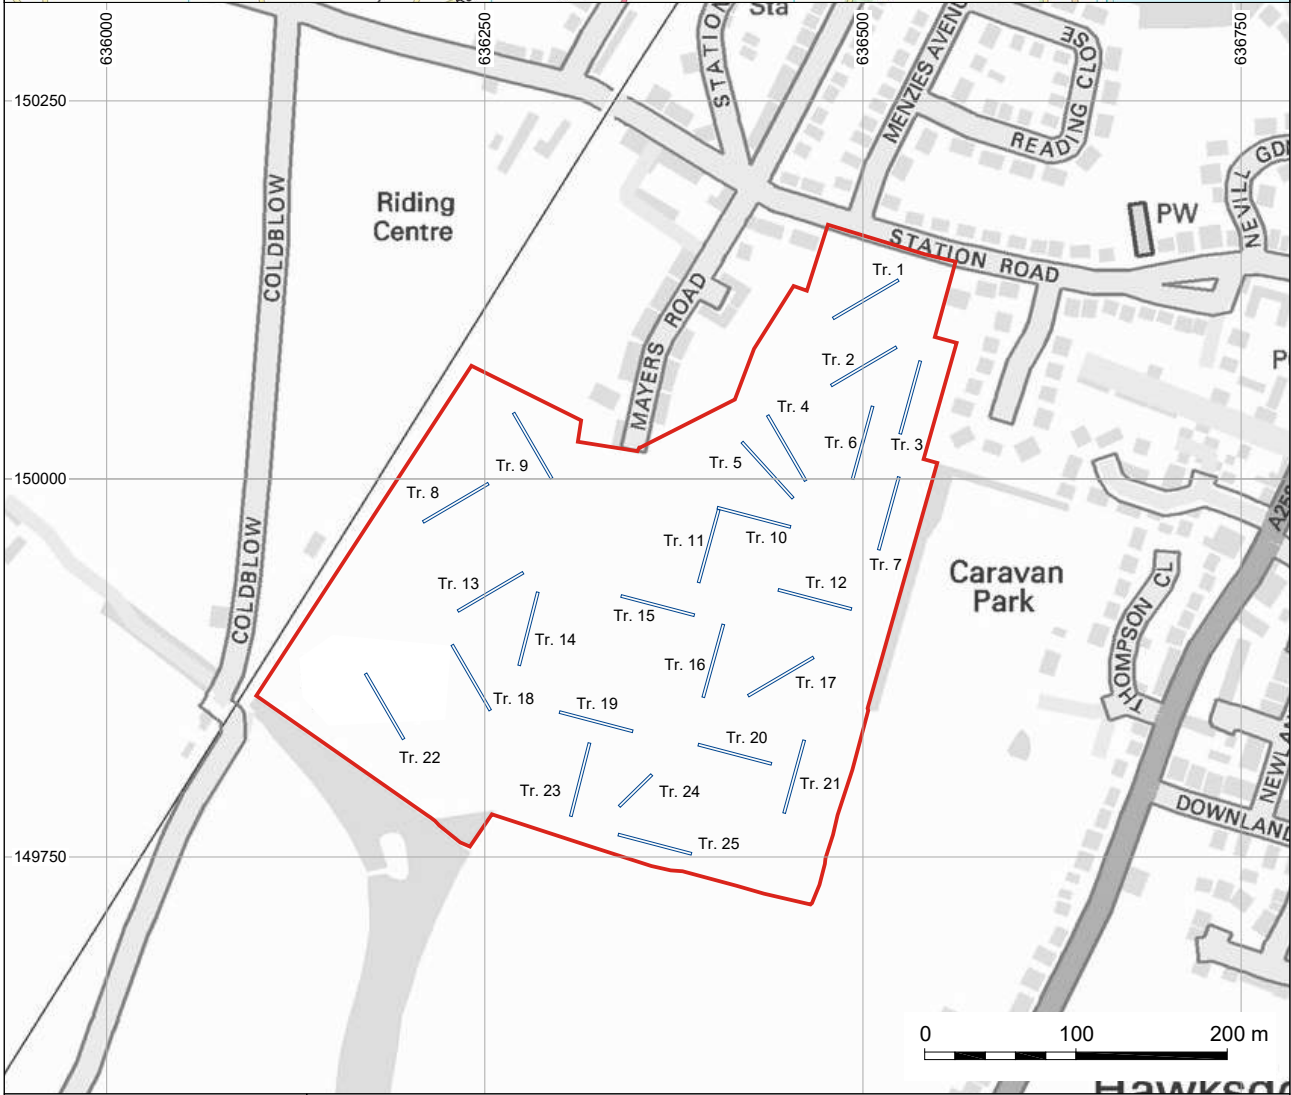 636000
636250
636500
636750
150250
150000
149750
Sta
STATION
MENZIES AVENU
READING CLOSE
NEVILL GD
PW
COLDBLOW
COLDBLOW
Riding
Centre
STATION ROAD
MAYERS ROAD
Tr. 1
Tr. 2
Tr. 3
Tr. 4
Tr. 5
Tr. 6
Tr. 7
Tr. 8
Tr. 9
Tr. 10
Tr. 11
Tr. 12
Tr. 13
Tr. 14
Tr. 15
Tr. 16
Tr. 17
Tr. 18
Tr. 19
Tr. 20
Tr. 21
Tr. 22
Tr. 23
Tr. 24
Tr. 25
Caravan
Park
A258
THOMPSON CL
NEWLAN
DOWNLAND
0 100 200 m